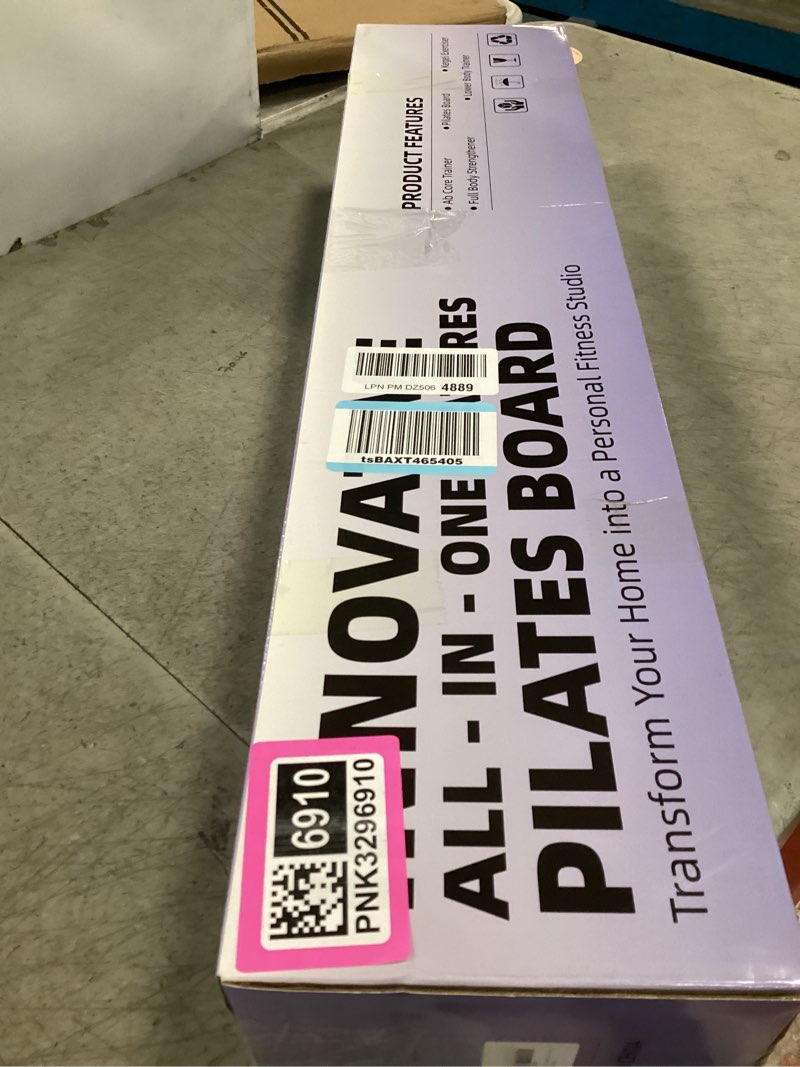 PRODUCT FEATURES
• Ab Core Trainer
• Pilates Board
• Kegel Exerciser
• Full Body Strengthener
• Lower Body Trainer
ALL - IN - ONE
PILATES BOARD
Transform Your Home into a Personal Fitness Studio
LPN PM DZ506 4889
tsBAXT465405
6910
PNK3296910